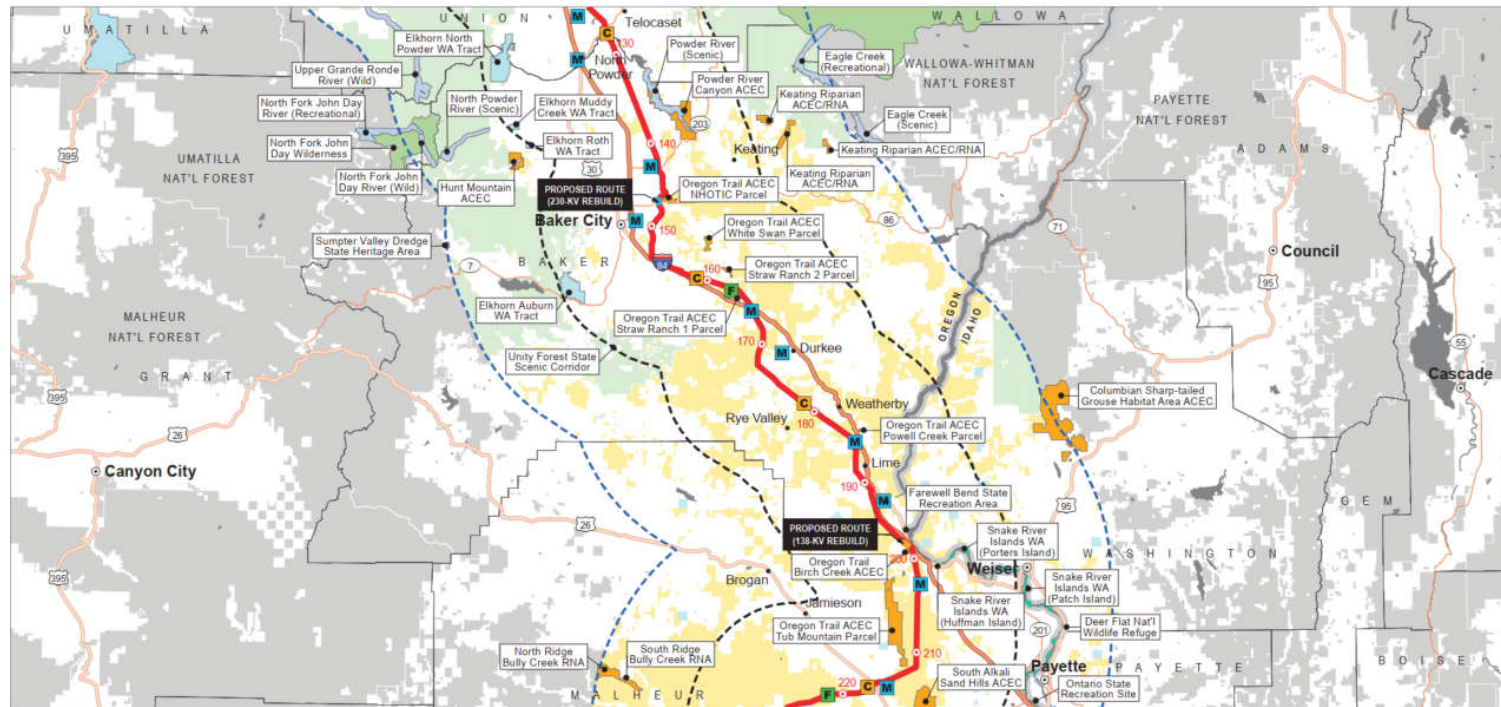 UNION
Telocaset
WALLOWA
UMATILLA
Elkhorn North
Powder WA Tract
C
M
130
North
Powder
Powder River
(Scenic)
Eagle Creek
(Recreational)
WALLOWA-WHITMAN
NAT'L FOREST
Upper Grande Ronde
River (Wild)
Powder River
Canyon ACEC
Keating Riparian
ACEC/RNA
PAYETTE
NAT'L FOREST
North Fork John Day
River (Recreational)
North Powder
River (Scenic)
Elkhorn Muddy
Creek WA Tract
203
Eagle Creek
(Scenic)
395
North Fork John
Day Wilderness
Elkhorn Roth
WA Tract
140
Keating
Keating Riparian ACEC/RNA
ADAMS
UMATILLA
NAT'L FOREST
North Fork John
Day River (Wild)
Hunt Mountain
ACEC
30
M
Keating Riparian
ACEC/RNA
PROPOSED ROUTE
(230-KV REBUILD)
Oregon Trail ACEC
NHOTIC Parcel
Baker City
M
150
86
71
Sumpter Valley Dredge
State Heritage Area
Oregon Trail ACEC
White Swan Parcel
Council
BAKER
7
84
C
160
Oregon Trail ACEC
Straw Ranch 2 Parcel
95
Elkhorn Auburn
WA Tract
F
M
Oregon Trail ACEC
Straw Ranch 1 Parcel
OREGON
IDAHO
MALHEUR
NAT'L FOREST
170
M
Durkee
55
GRANT
Unity Forest State
Scenic Corridor
Cascade
395
C
Weatherby
Columbian Sharp-tailed
Grouse Habitat Area ACEC
26
Rye Valley
180
M
Oregon Trail ACEC
Powell Creek Parcel
Canyon City
Lime
190
M
Farewell Bend State
Recreation Area
95
GEM
26
PROPOSED ROUTE
(138-KV REBUILD)
Snake River
Islands WA
(Porters Island)
WASHINGTON
200
Oregon Trail
Birch Creek ACEC
Weiser
395
Brogan
M
Snake River
Islands WA
(Huffman Island)
Snake River
Islands WA
(Patch Island)
Jamieson
Oregon Trail ACEC
Tub Mountain Parcel
201
Deer Flat Nat'l
Wildlife Refuge
North Ridge
Bully Creek RNA
South Ridge
Bully Creek RNA
210
Payette
PAYETTE
BOISE
MALHEUR
F
220
C
M
South Alkali
Sand Hills ACEC
Ontario State
Recreation Site